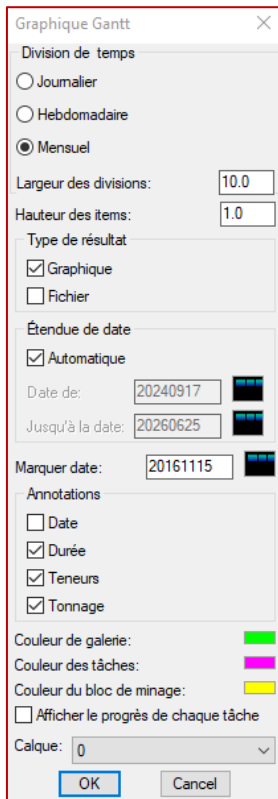 Graphique Gantt
Division de temps
Journalier
Hebdomadaire
Mensuel
Largeur des divisions: 10.0
Hauteur des items: 1.0
Type de résultat
Graphique
Fichier
Étendue de date
Automatique
Date de: 20240917
Jusqu'à la date: 20260625
Marquer date: 20161115
Annotations
Date
Durée
Teneurs
Tonnage
Couleur de galerie:
Couleur des tâches:
Couleur du bloc de minage:
Afficher le progrès de chaque tâche
Calque: 0
OK Cancel